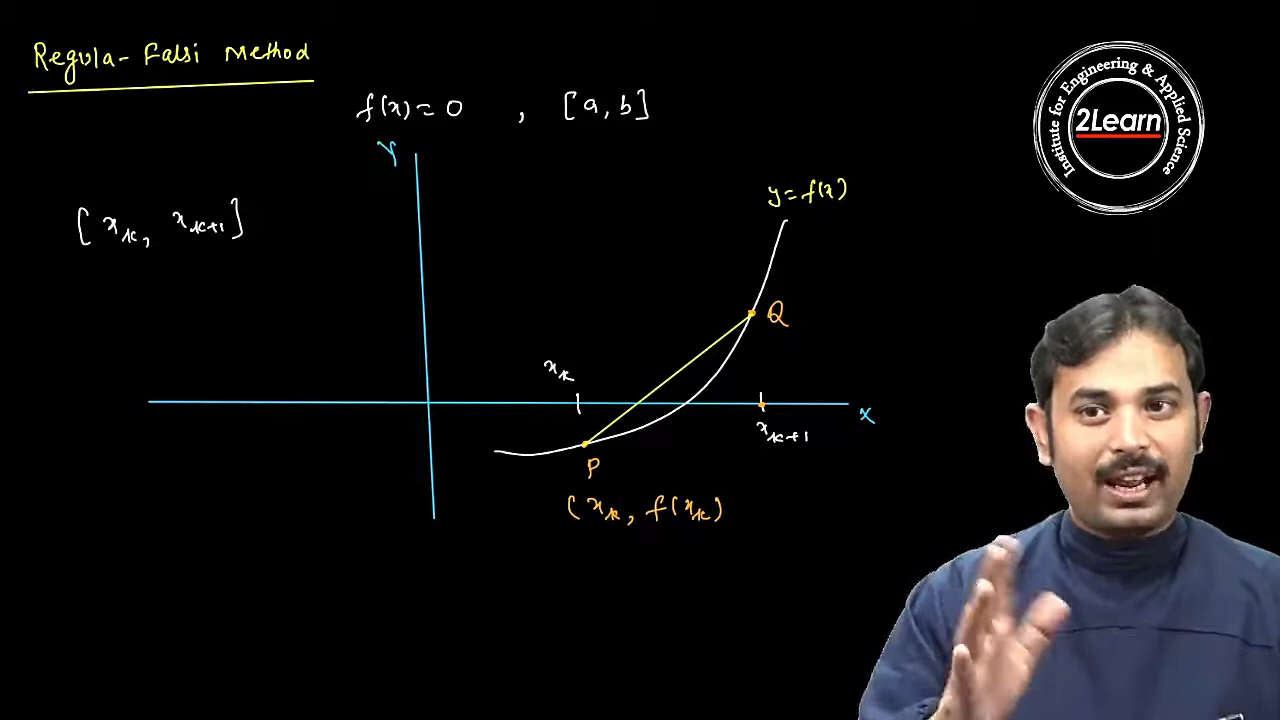 Regula-Falsi Method
f(x) = 0 , [a, b]
Y
y = f(x)
[x_k, x_k+1]
Q
x_k
x
x_k+1
P
(x_k, f(x_k)
Institute for Engineering & Applied Science
2Learn